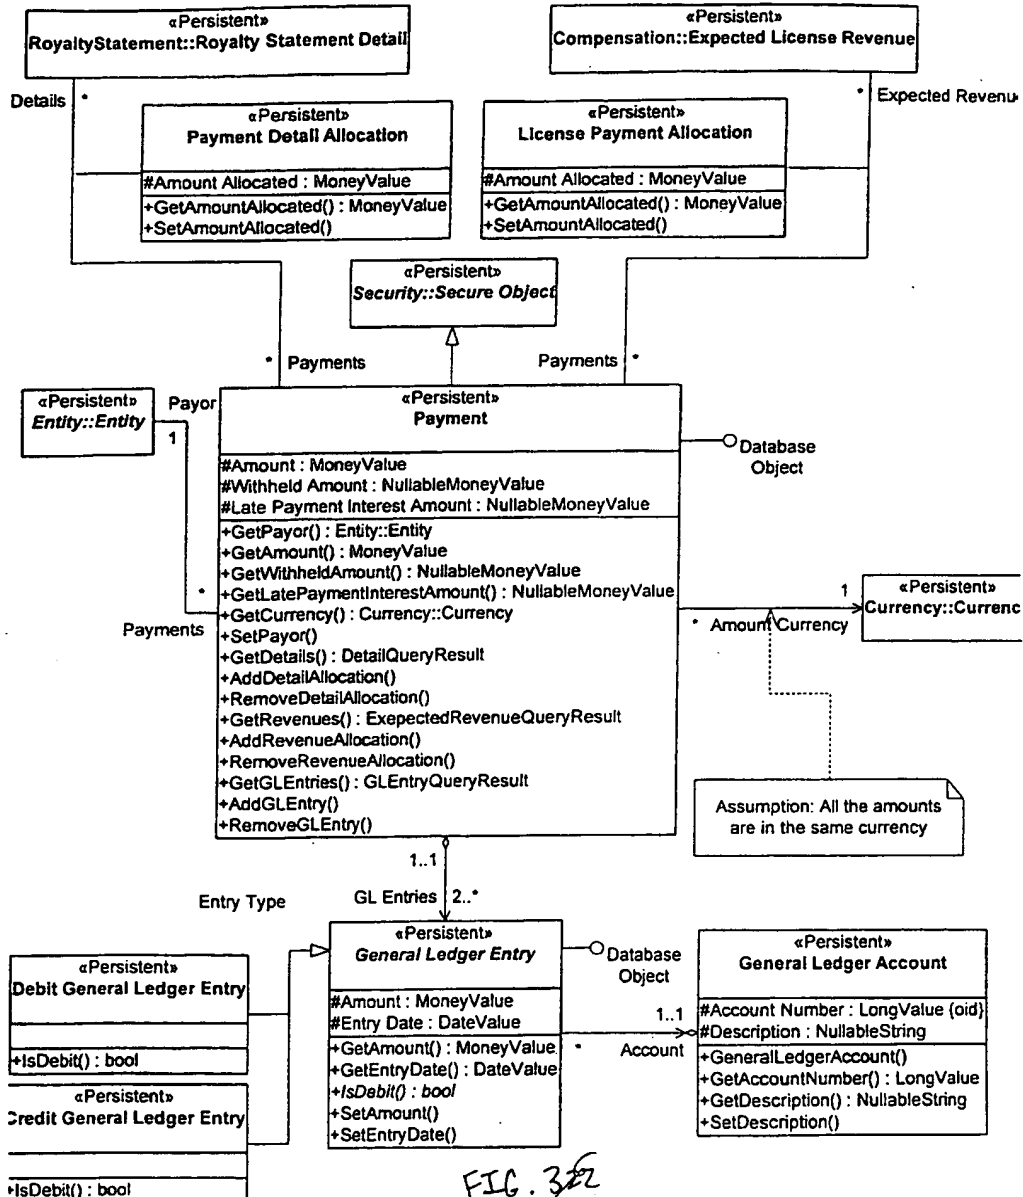 «Persistent»
RoyaltyStatement::Royalty Statement Detail
«Persistent»
Compensation::Expected License Revenue
Details
*
*
Expected Revenu
«Persistent»
Payment Detail Allocation
#Amount Allocated : MoneyValue
+GetAmountAllocated() : MoneyValue
+SetAmountAllocated()
«Persistent»
License Payment Allocation
#Amount Allocated : MoneyValue
+GetAmountAllocated() : MoneyValue
+SetAmountAllocated()
«Persistent»
Security::Secure Object
* Payments
Payments *
«Persistent»
Entity::Entity
Payor
1
«Persistent»
Payment
#Amount : MoneyValue
#Withheld Amount : NullableMoneyValue
#Late Payment Interest Amount : NullableMoneyValue
+GetPayor() : Entity::Entity
+GetAmount() : MoneyValue
+GetWithheldAmount() : NullableMoneyValue
+GetLatePaymentInterestAmount() : NullableMoneyValue
+GetCurrency() : Currency::Currency
+SetPayor()
+GetDetails() : DetailQueryResult
+AddDetailAllocation()
+RemoveDetailAllocation()
+GetRevenues() : ExepectedRevenueQueryResult
+AddRevenueAllocation()
+RemoveRevenueAllocation()
+GetGLEntries() : GLEntryQueryResult
+AddGLEntry()
+RemoveGLEntry()
Database
Object
*
Payments
1
* Amount Currency
«Persistent»
Currency::Currenc
Assumption: All the amounts
are in the same currency
1..1
GL Entries 2..*
Entry Type
«Persistent»
General Ledger Entry
#Amount : MoneyValue
#Entry Date : DateValue
+GetAmount() : MoneyValue
+GetEntryDate() : DateValue
+IsDebit() : bool
+SetAmount()
+SetEntryDate()
Database
Object
1..1
* Account
«Persistent»
General Ledger Account
#Account Number : LongValue {oid}
#Description : NullableString
+GeneralLedgerAccount()
+GetAccountNumber() : LongValue
+GetDescription() : NullableString
+SetDescription()
«Persistent»
Debit General Ledger Entry
+IsDebit() : bool
«Persistent»
Credit General Ledger Entry
+IsDebit() : bool
FIG.